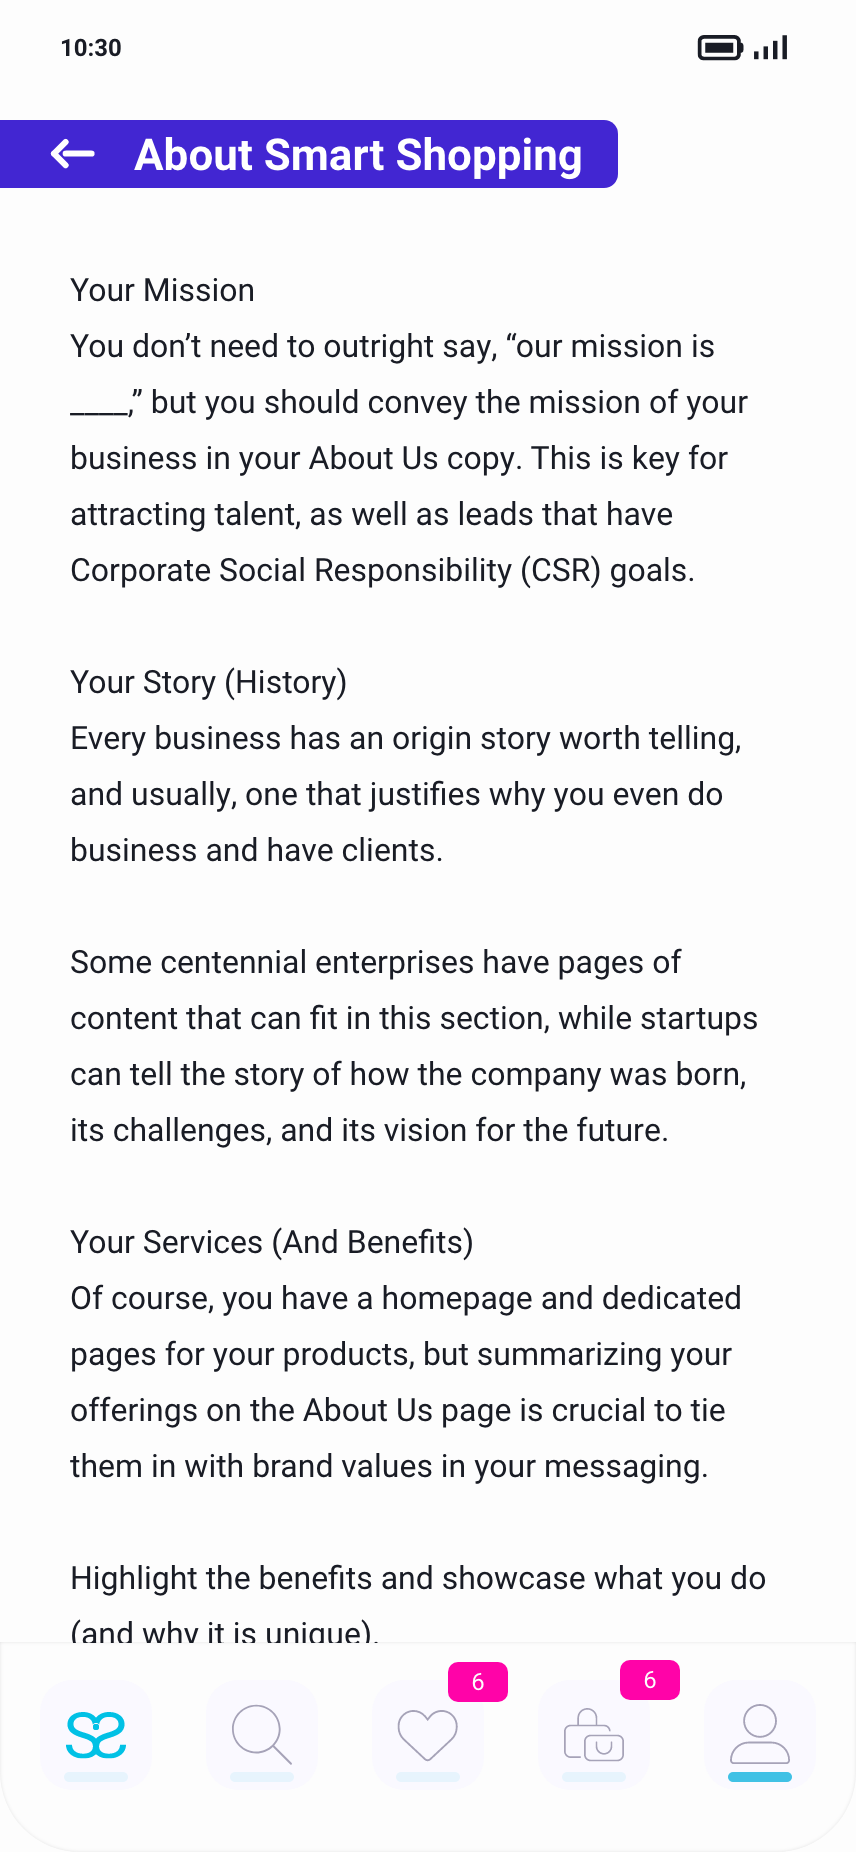 10:30
About Smart Shopping
Your Mission
You don’t need to outright say, “our mission is
____,” but you should convey the mission of your
business in your About Us copy. This is key for
attracting talent, as well as leads that have
Corporate Social Responsibility (CSR) goals.
Your Story (History)
Every business has an origin story worth telling,
and usually, one that justifies why you even do
business and have clients.
Some centennial enterprises have pages of
content that can fit in this section, while startups
can tell the story of how the company was born,
its challenges, and its vision for the future.
Your Services (And Benefits)
Of course, you have a homepage and dedicated
pages for your products, but summarizing your
offerings on the About Us page is crucial to tie
them in with brand values in your messaging.
Highlight the benefits and showcase what you do
(and why it is unique).
6
6